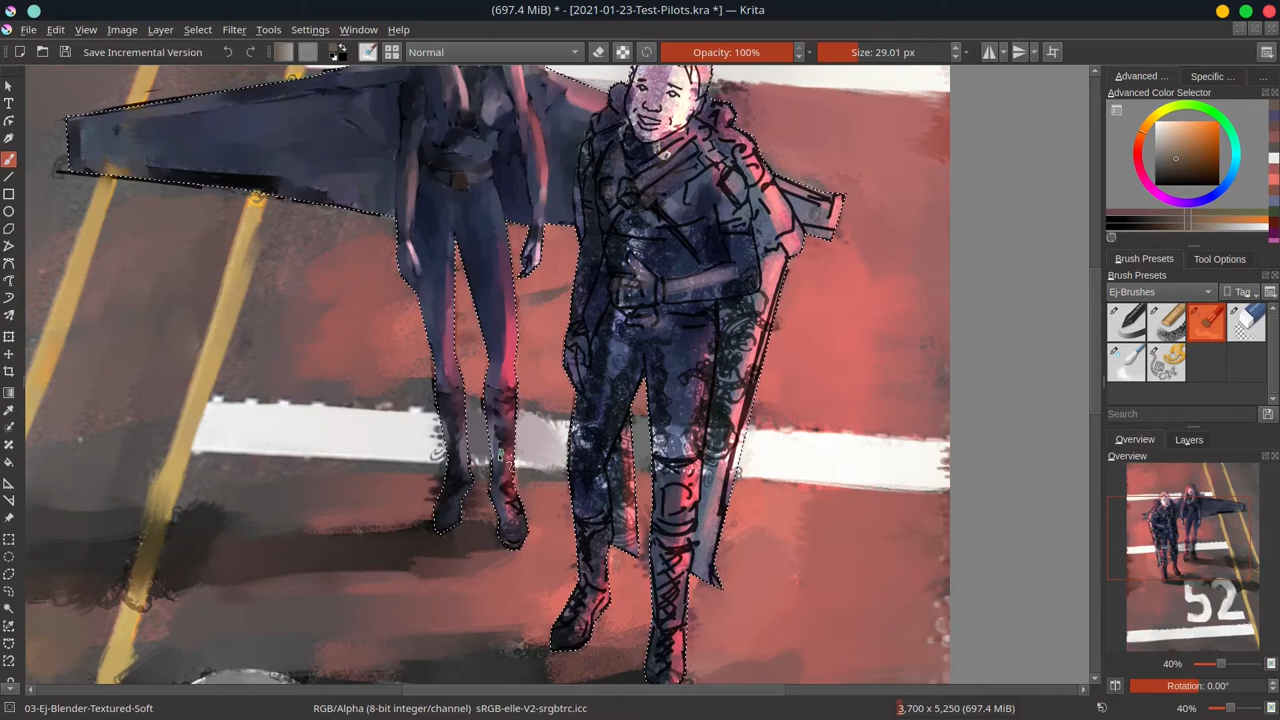 (697.4 MiB) * - [2021-01-23-Test-Pilots.kra *] — Krita
File Edit View Image Layer Select Filter Tools Settings Window Help
Save Incremental Version Normal Opacity: 100% Size: 29.01 px
Advanced ... Specific ... ...
Advanced Color Selector
Brush Presets Tool Options
Brush Presets
Ej-Brushes Tag
Search
Overview Layers
Overview
52
40%
Rotation: 0.00°
03-Ej-Blender-Textured-Soft RGB/Alpha (8-bit integer/channel) sRGB-elle-V2-srgbtrc.icc 3,700 x 5,250 (697.4 MiB) 40%